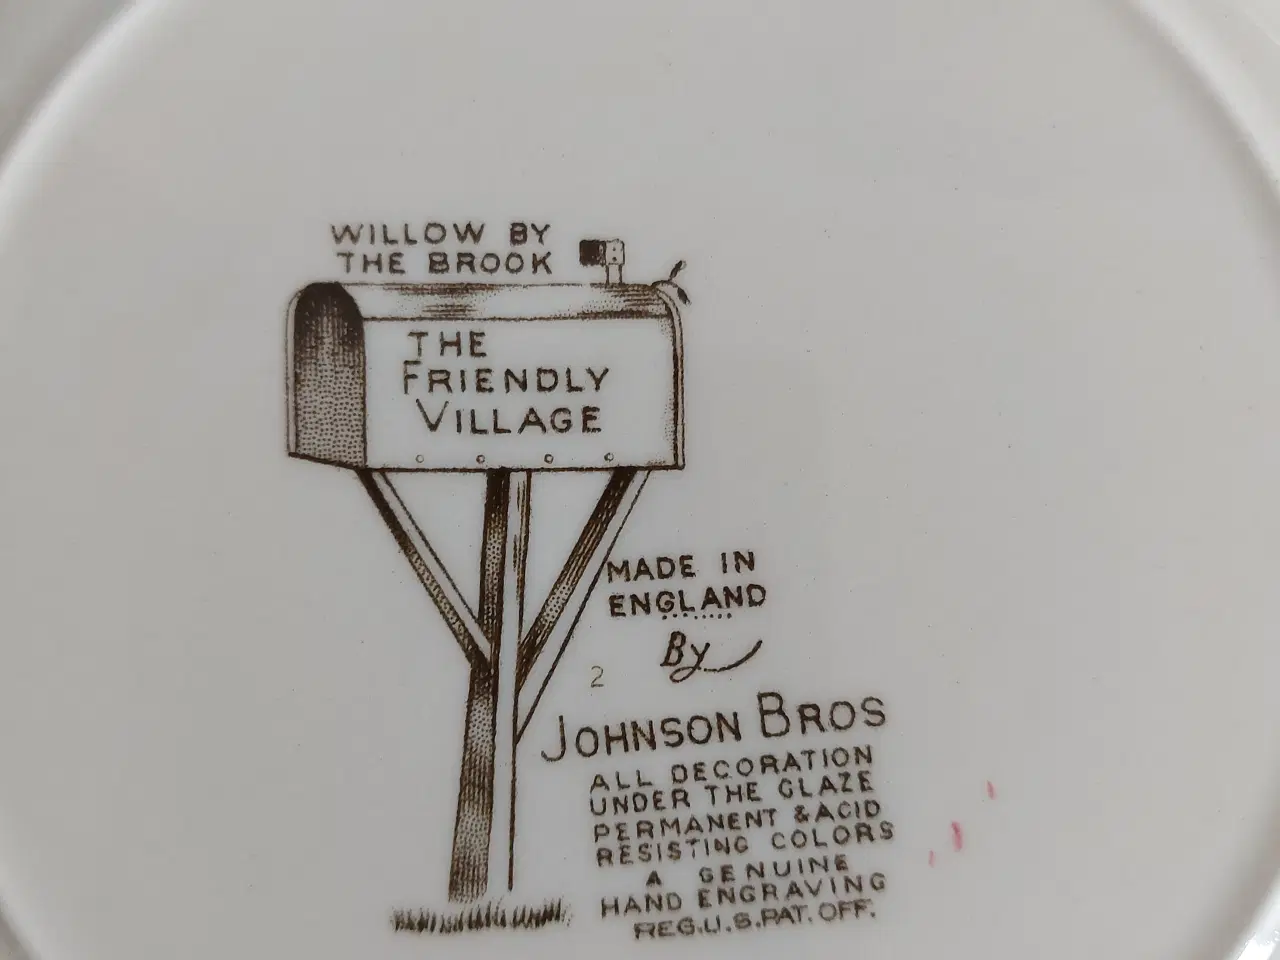 WILLOW BY
THE BROOK
THE
FRIENDLY
VILLAGE
MADE IN
ENGLAND
By
2
JOHNSON BROS
ALL DECORATION
UNDER THE GLAZE
PERMANENT & ACID
RESISTING COLORS
A GENUINE
HAND ENGRAVING
REG.U.S.PAT.OFF.